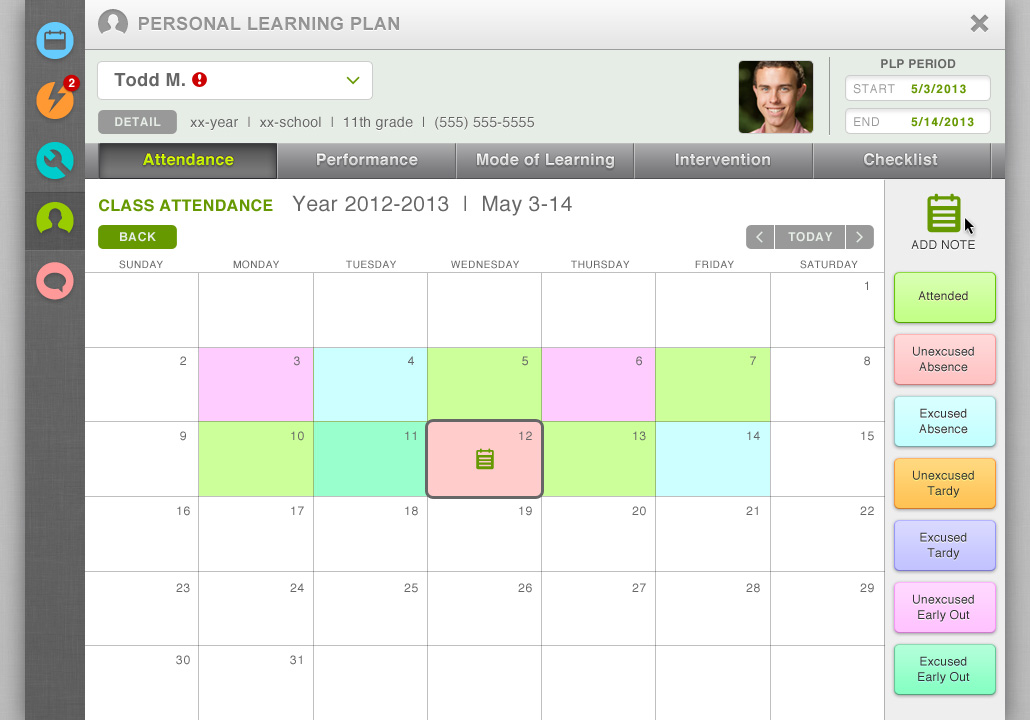 PERSONAL LEARNING PLAN
2
Todd M.
DETAIL xx-year | xx-school | 11th grade | (555) 555-5555
PLP PERIOD
START 5/3/2013
END 5/14/2013
Attendance Performance Mode of Learning Intervention Checklist
CLASS ATTENDANCE Year 2012-2013 | May 3-14
BACK
TODAY
ADD NOTE
SUNDAY MONDAY TUESDAY WEDNESDAY THURSDAY FRIDAY SATURDAY
1
2 3 4 5 6 7 8
9 10 11 12 13 14 15
16 17 18 19 20 21 22
23 24 25 26 27 28 29
30 31
Attended
Unexcused
Absence
Excused
Absence
Unexcused
Tardy
Excused
Tardy
Unexcused
Early Out
Excused
Early Out